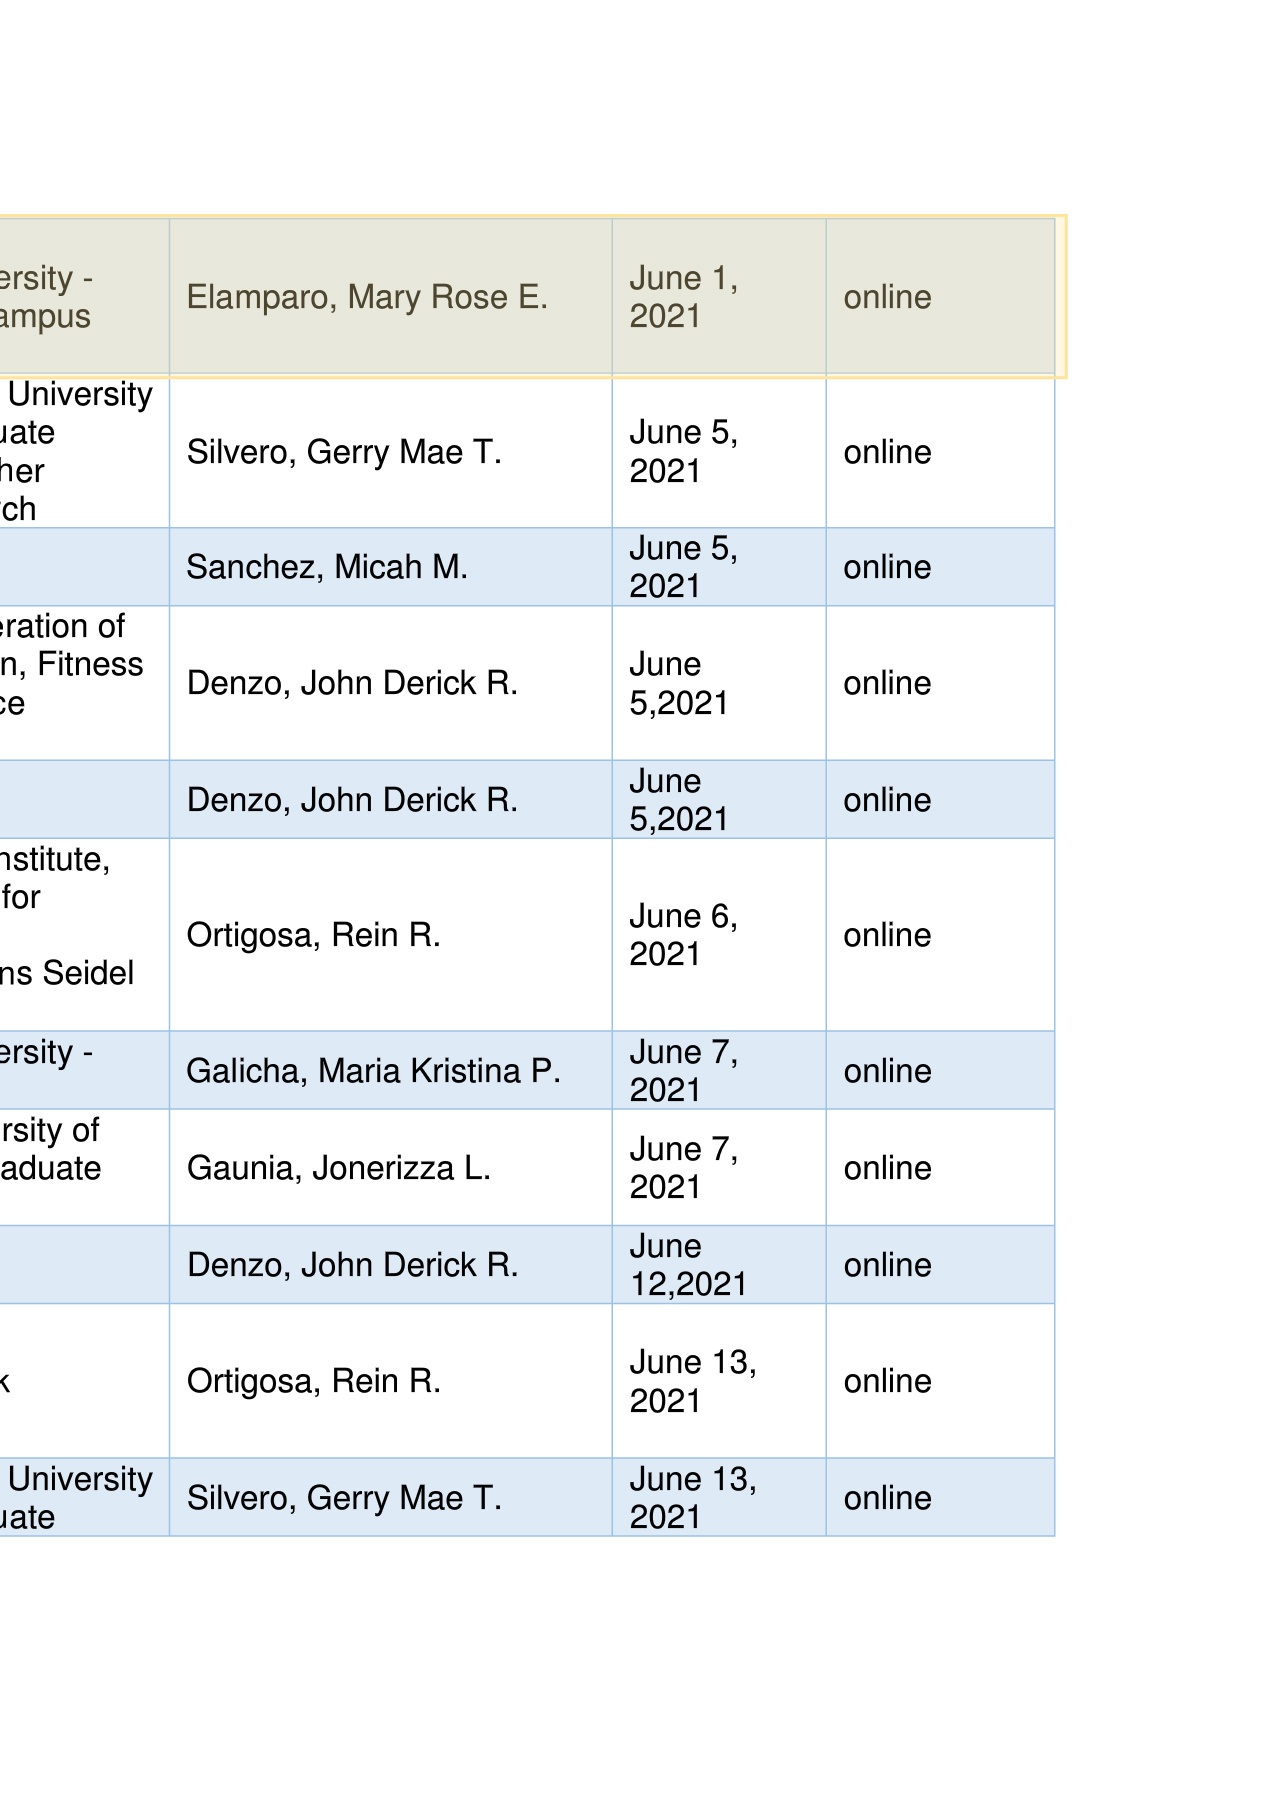 ersity -
ampus
Elamparo, Mary Rose E.
June 1,
2021
online
University
uate
her
rch
Silvero, Gerry Mae T.
June 5,
2021
online
Sanchez, Micah M.
June 5,
2021
online
eration of
n, Fitness
ce
Denzo, John Derick R.
June
5,2021
online
Denzo, John Derick R.
June
5,2021
online
nstitute,
for
ns Seidel
Ortigosa, Rein R.
June 6,
2021
online
ersity -
Galicha, Maria Kristina P.
June 7,
2021
online
rsity of
aduate
Gaunia, Jonerizza L.
June 7,
2021
online
Denzo, John Derick R.
June
12,2021
online
k
Ortigosa, Rein R.
June 13,
2021
online
University
uate
Silvero, Gerry Mae T.
June 13,
2021
online